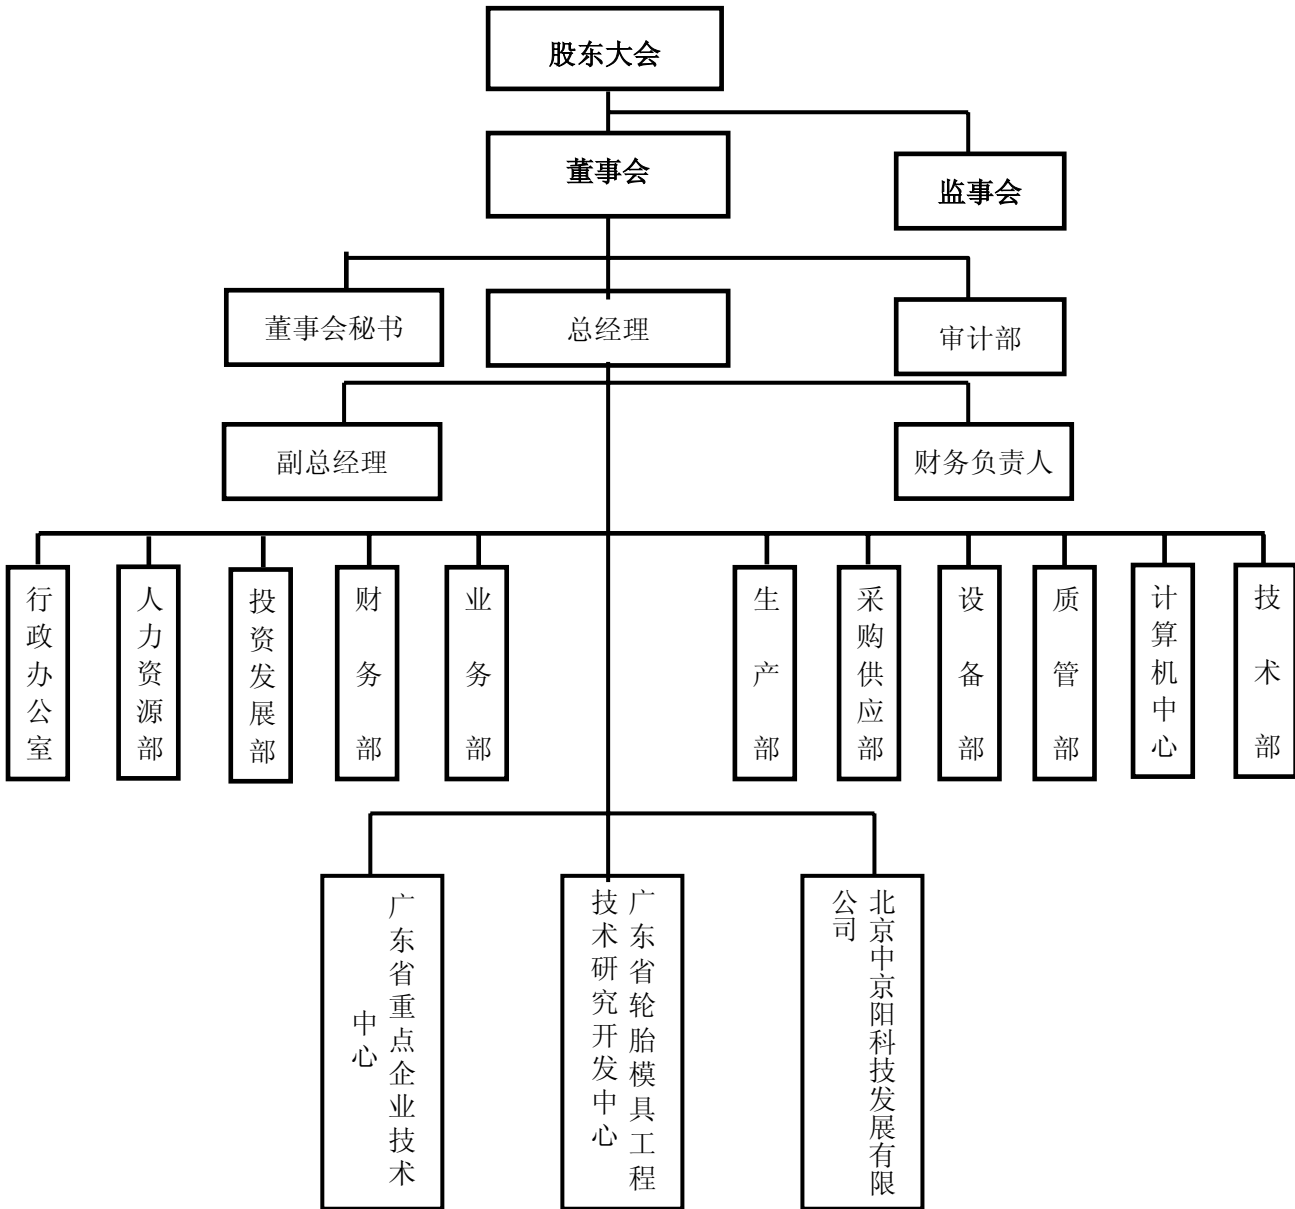 股东大会
董事会
监事会
董事会秘书
总经理
审计部
副总经理
财务负责人
行政办公室
人力资源部
投资发展部
财务部
业务部
生产部
采购供应部
设备部
质管部
计算机中心
技术部
广东省重点企业技术
中心
广东省轮胎模具工程
技术研究开发中心
北京中京阳科技发展有限
公司